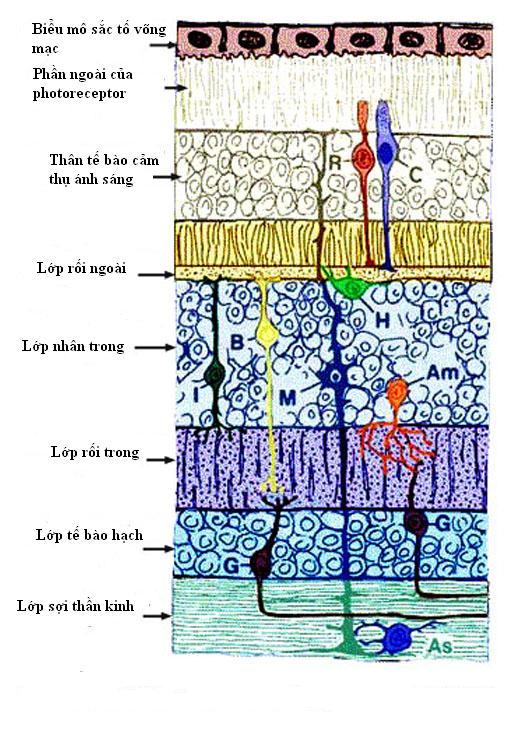 Biểu mô sắc tố võng
mạc
Phần ngoài của
photoreceptor
Thân tế bào cảm
thụ ánh sáng
R
C
Lớp rối ngoài
H
Lớp nhân trong
B
Am
I
M
Lớp rối trong
Lớp tế bào hạch
G
G
Lớp sợi thần kinh
As